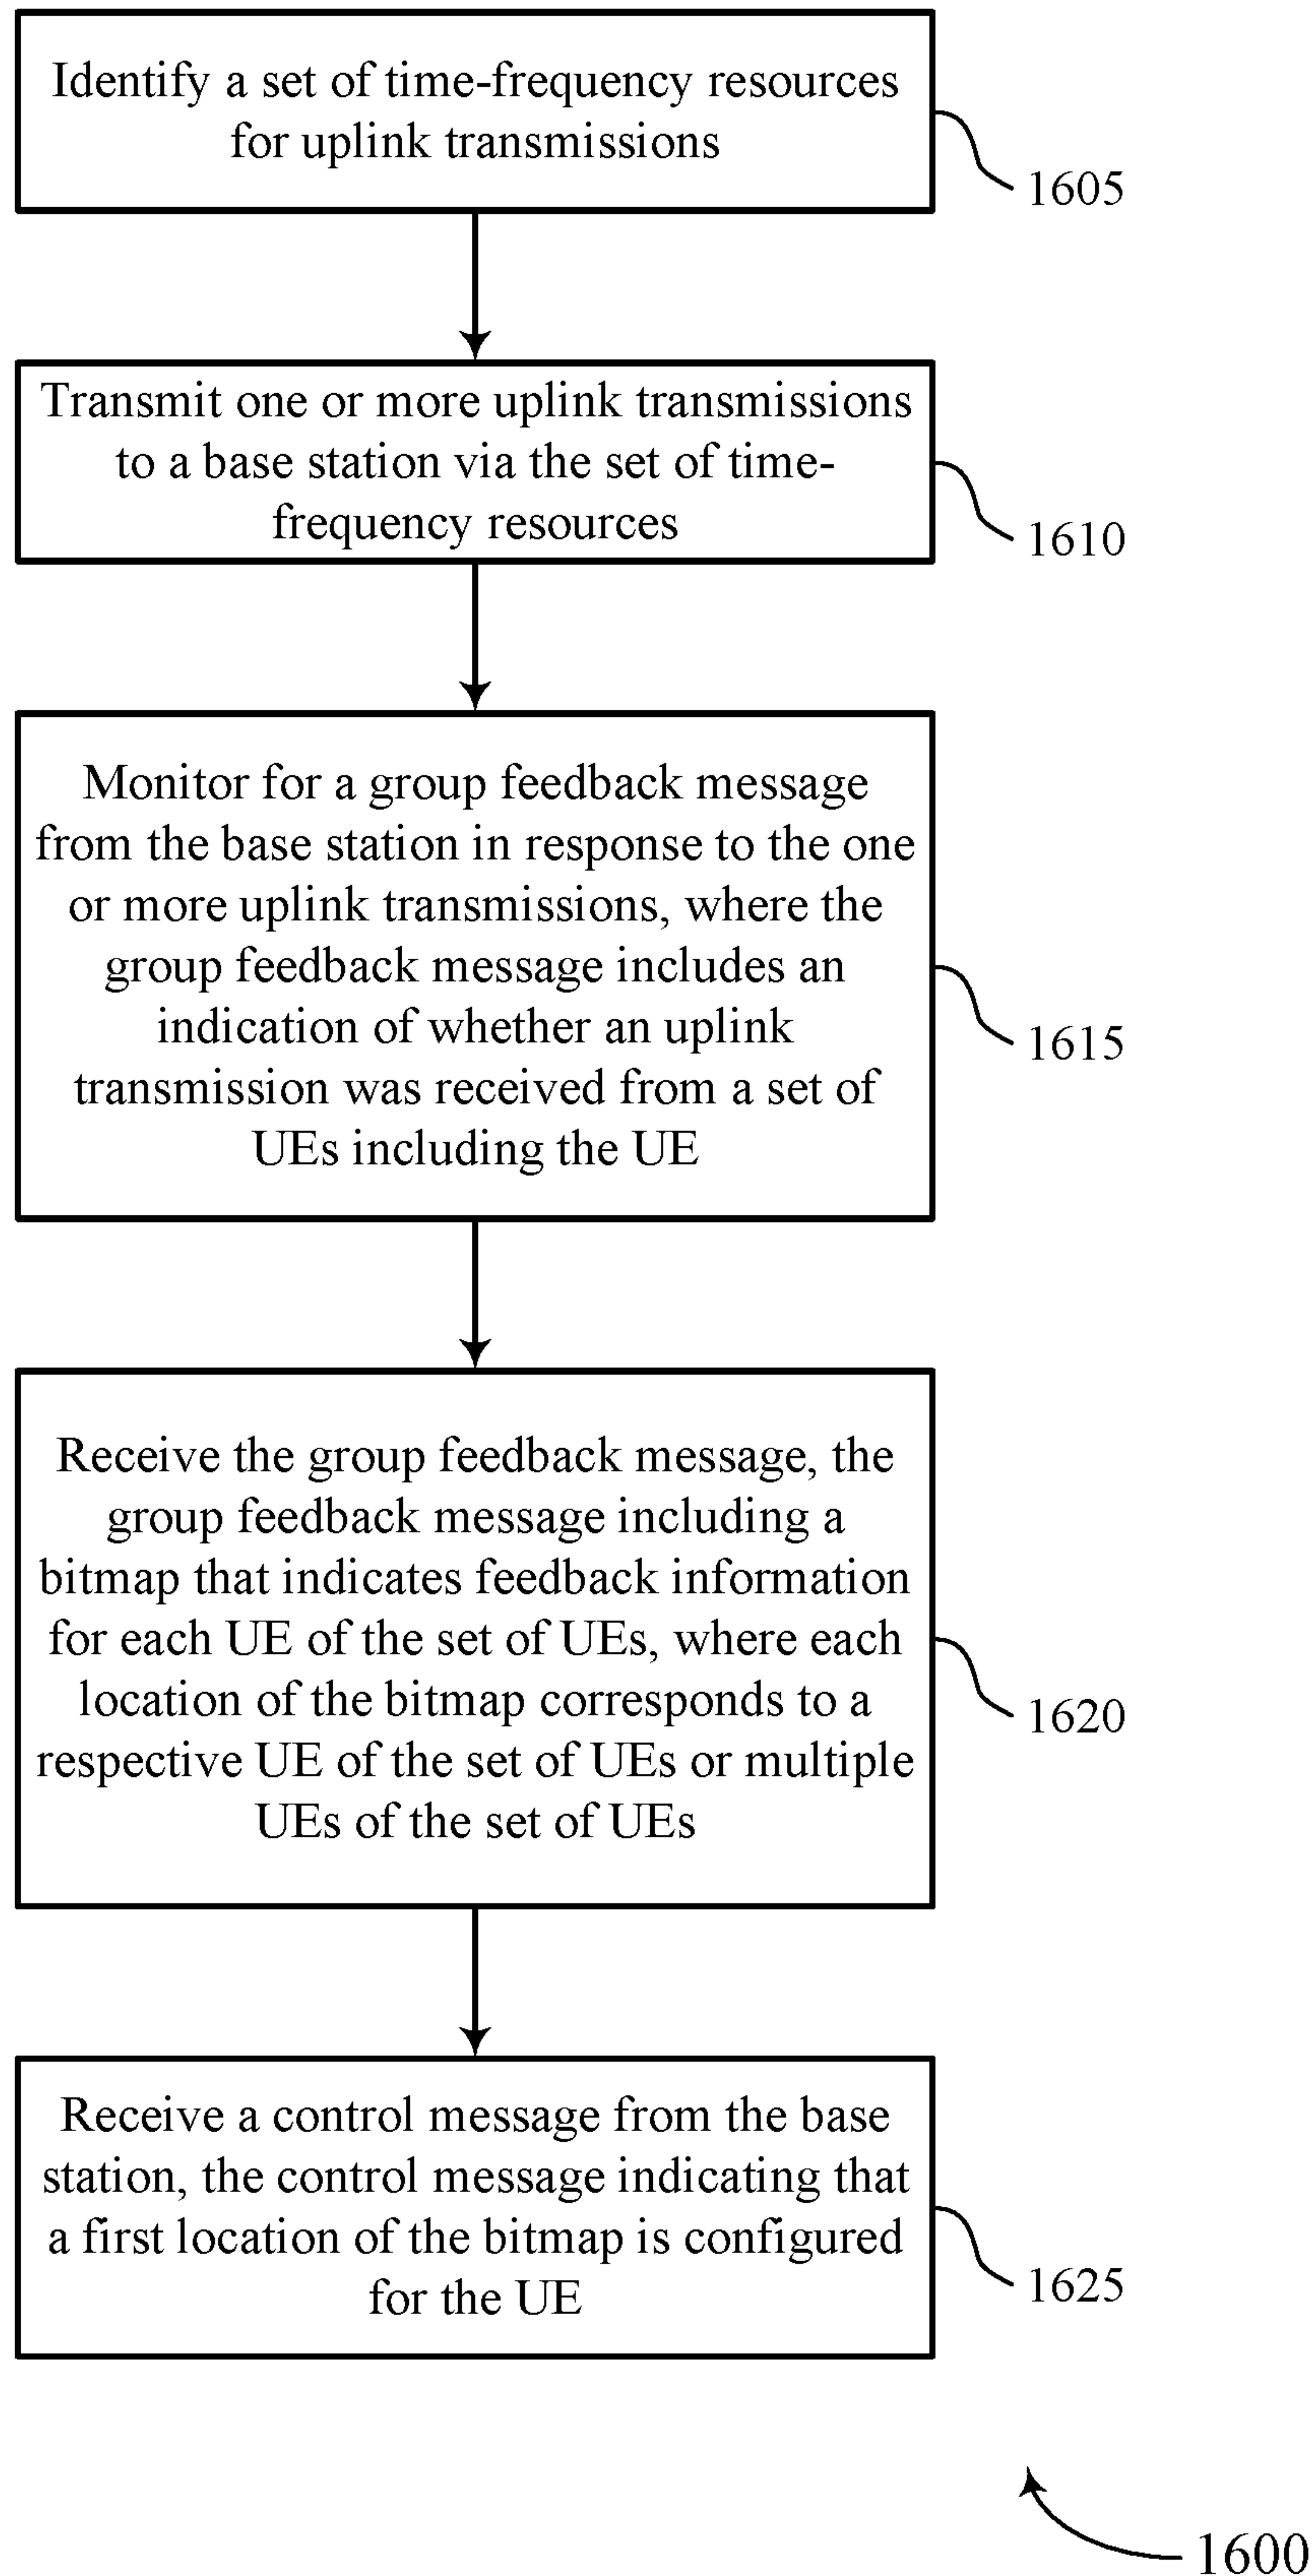 Identify a set of time-frequency resources
for uplink transmissions
1605
Transmit one or more uplink transmissions
to a base station via the set of time-
frequency resources
1610
Monitor for a group feedback message
from the base station in response to the one
or more uplink transmissions, where the
group feedback message includes an
indication of whether an uplink
transmission was received from a set of
UEs including the UE
1615
Receive the group feedback message, the
group feedback message including a
bitmap that indicates feedback information
for each UE of the set of UEs, where each
location of the bitmap corresponds to a
respective UE of the set of UEs or multiple
UEs of the set of UEs
1620
Receive a control message from the base
station, the control message indicating that
a first location of the bitmap is configured
for the UE
1625
1600